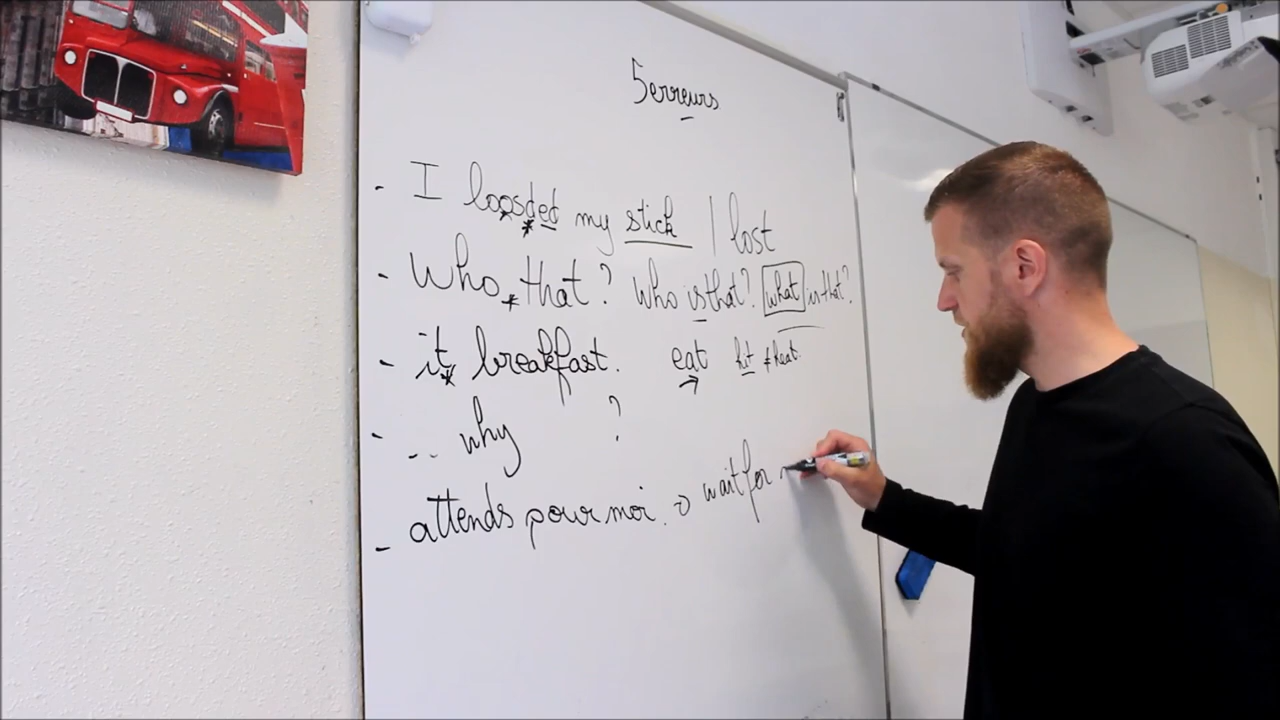 5 erreurs
- I loosded my stick | lost
- Who that? Who is that? what is that?
- it breakfast. eat hit ≠ heat.
- .. why ?
- attends pour moi. → wait for